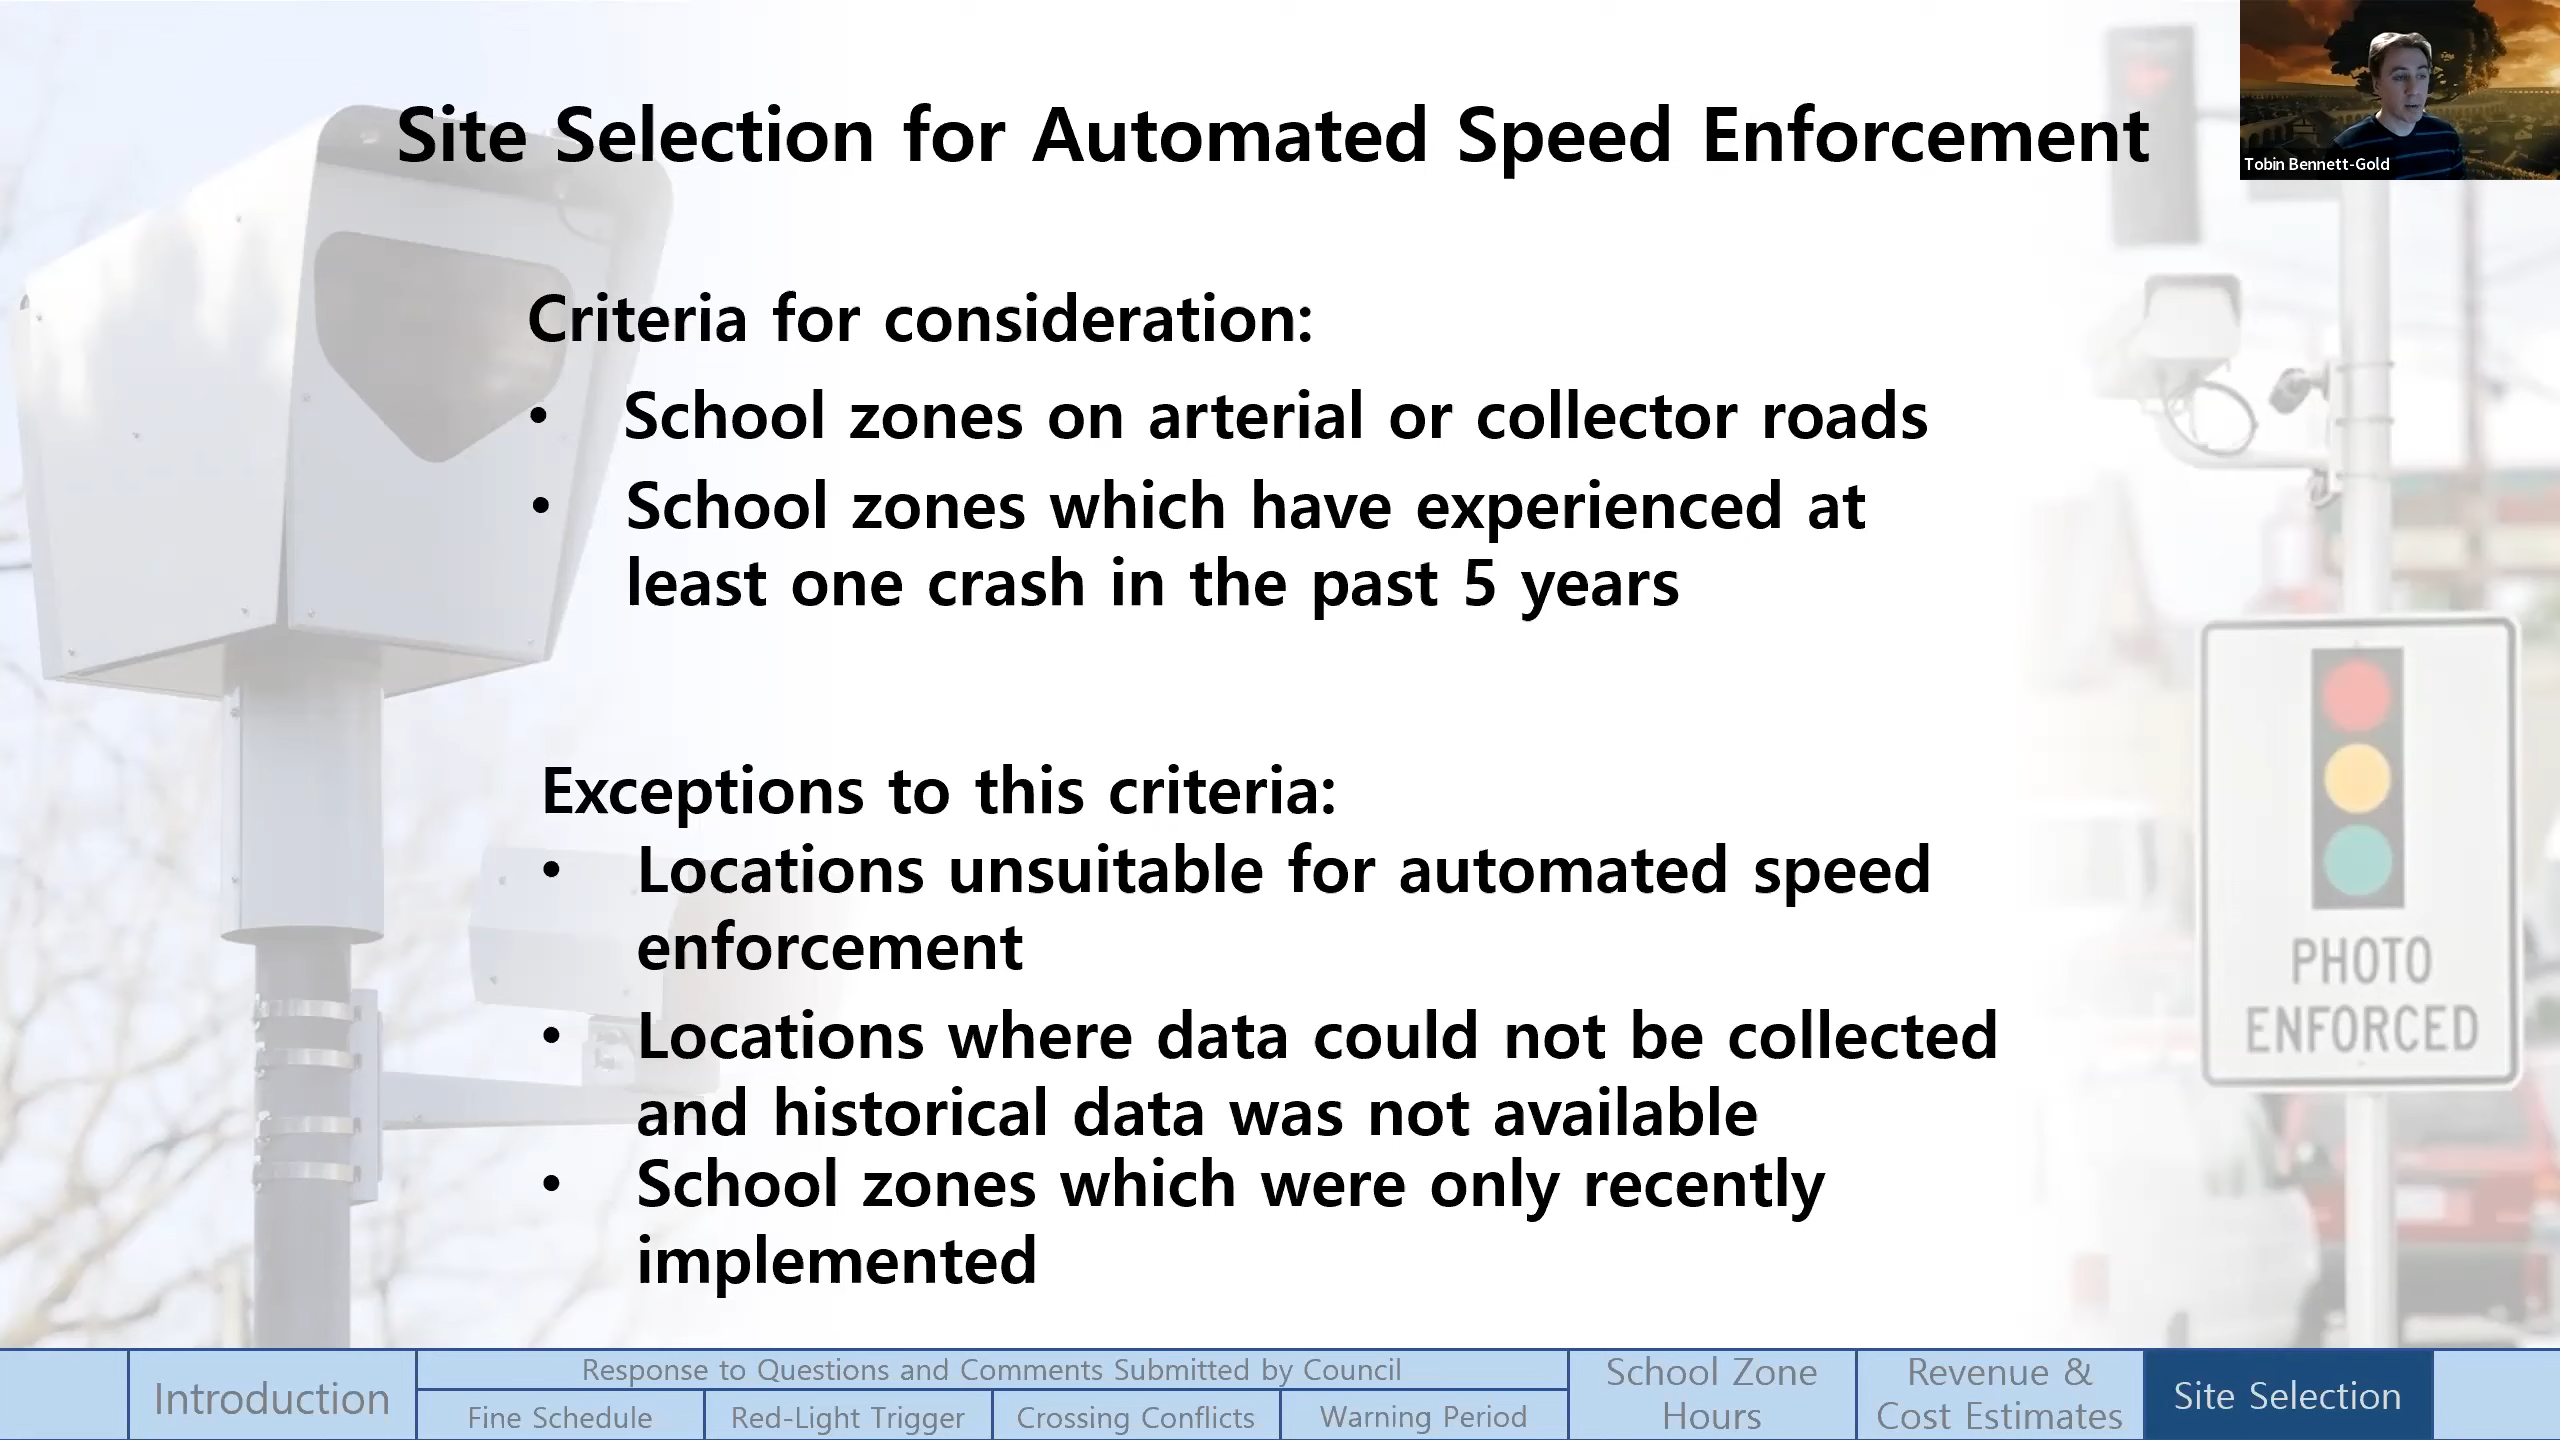 Site Selection for Automated Speed Enforcement
Tobin Bennett-Gold
Criteria for consideration:
• School zones on arterial or collector roads
• School zones which have experienced at
least one crash in the past 5 years
Exceptions to this criteria:
• Locations unsuitable for automated speed
enforcement
• Locations where data could not be collected
and historical data was not available
• School zones which were only recently
implemented
PHOTO
ENFORCED
Introduction
Response to Questions and Comments Submitted by Council
Fine Schedule
Red-Light Trigger
Crossing Conflicts
Warning Period
School Zone
Hours
Revenue &
Cost Estimates
Site Selection